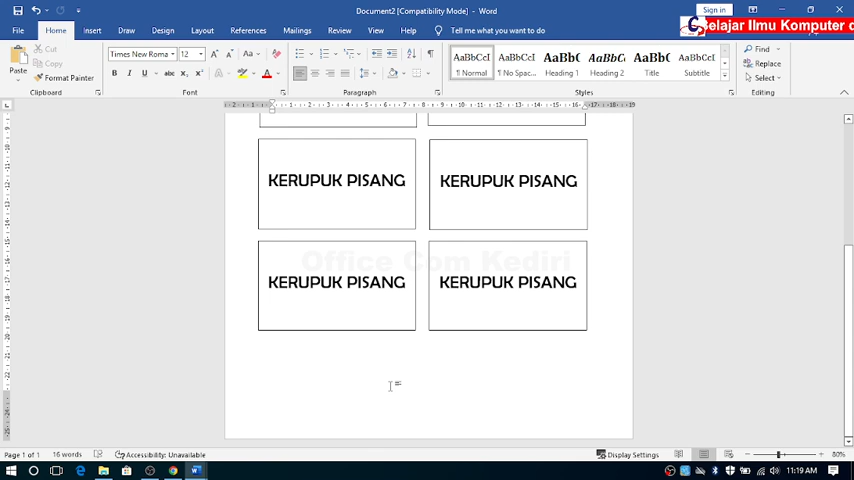 Document2 [Compatibility Mode] - Word
Sign in
Belajar Ilmu Komputer d
File Home Insert Draw Design Layout References Mailings Review View Help Tell me what you want to do
Cut
Copy
Format Painter
Paste
Clipboard
Times New Roma 12
Font
Paragraph
AaBbCcI AaBbCcI AaBbC AaBbCc AaBbC AaBbCcI
¶ Normal ¶ No Spac... Heading 1 Heading 2 Title Subtitle
Styles
Find
Replace
Select
Editing
KERUPUK PISANG KERUPUK PISANG
Office Com Kediri
KERUPUK PISANG KERUPUK PISANG
Page 1 of 1 16 words Accessibility: Unavailable Display Settings 80%
11:19 AM